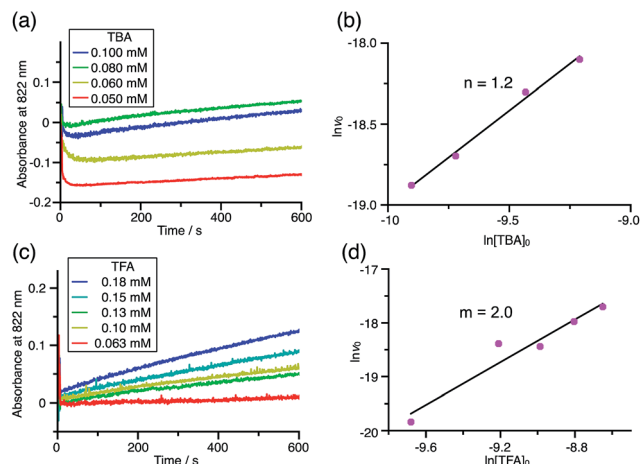 (a)
TBA
0.100 mM
0.080 mM
0.060 mM
0.050 mM
0.1
0
-0.1
-0.2
Absorbance at 822 nm
0
200
400
600
Time / s
(b)
-18.0
-18.5
-19.0
lnv₀
n = 1.2
-10
-9.5
-9.0
ln[TBA]₀
(c)
TFA
0.18 mM
0.15 mM
0.13 mM
0.10 mM
0.063 mM
0.2
0.1
0
Absorbance at 822 nm
0
200
400
600
Time / s
(d)
-17
-18
-19
-20
lnv₀
m = 2.0
-9.6
-9.2
-8.8
ln[TFA]₀